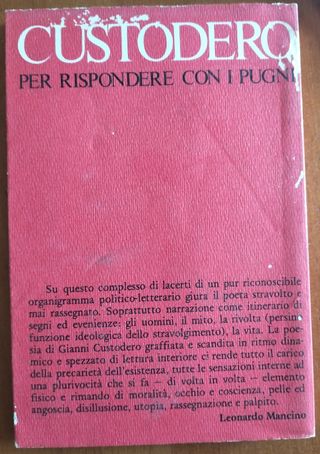 CUSTODERO
PER RISPONDERE CON I PUGNI
Su questo complesso di lacerti di un pur riconoscibile
organigramma politico-letterario giura il poeta stravolto e
mai rassegnato. Soprattutto narrazione come itinerario di
segni ed evenienze: gli uomini, il mito, la rivolta (persino
funzione ideologica dello stravolgimento), la vita. La poe-
sia di Gianni Custodero graffiata e scandita in ritmo dina-
mico e spezzato di lettura interiore ci rende tutto il carico
della precarietà dell'esistenza, tutte le sensazioni interne ad
una plurivocità che si fa — di volta in volta — elemento
fisico e rimando di moralità, occhio e coscienza, pelle ed
angoscia, disillusione, utopia, rassegnazione e palpito.
Leonardo Mancino